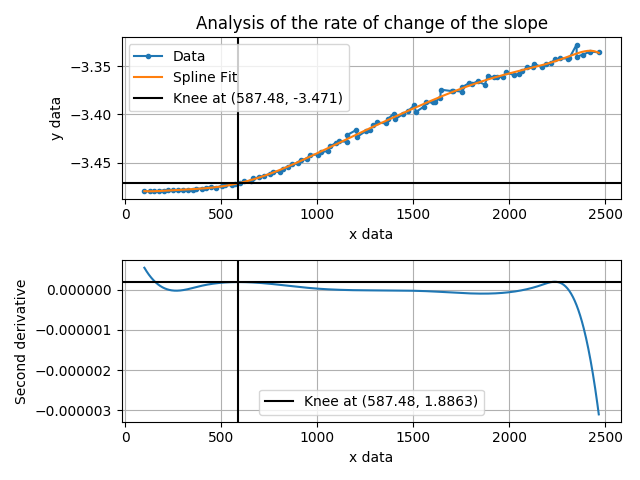 Analysis of the rate of change of the slope
Data
Spline Fit
Knee at (587.48, -3.471)
y data
−3.35
−3.40
−3.45
0 500 1000 1500 2000 2500
x data
Second derivative
0.000000
−0.000001
−0.000002
−0.000003
Knee at (587.48, 1.8863)
0 500 1000 1500 2000 2500
x data